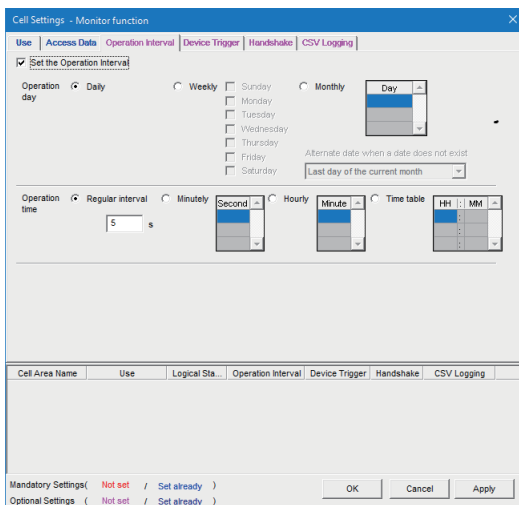 Cell Settings - Monitor function
Use Access Data Operation Interval Device Trigger Handshake CSV Logging
Set the Operation Interval
Operation day Daily Weekly Sunday Monthly Day
Monday
Tuesday
Wednesday
Thursday
Friday Alternate date when a date does not exist
Saturday Last day of the current month
Operation time Regular interval Minutely Second Hourly Minute Time table HH : MM
5 s :
:
:
Cell Area Name Use Logical Sta... Operation Interval Device Trigger Handshake CSV Logging
Mandatory Settings( Not set / Set already )
Optional Settings ( Not set / Set already )
OK Cancel Apply